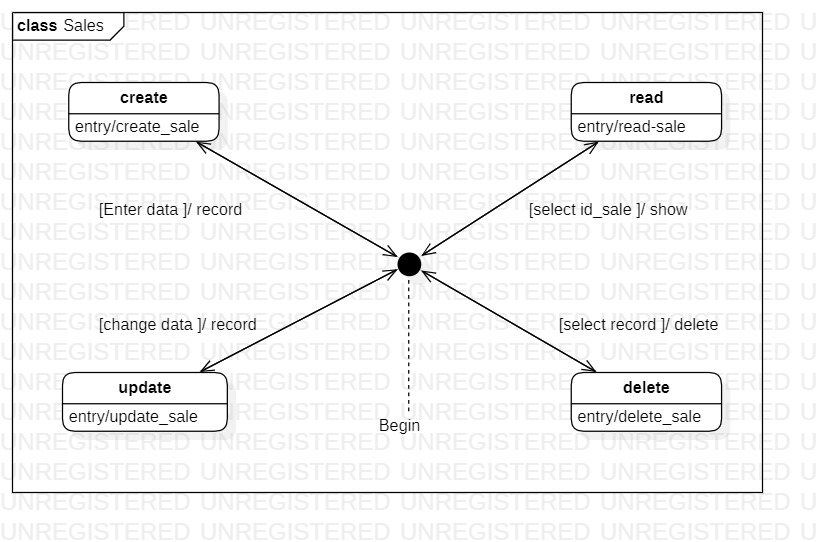 class Sales
create
entry/create_sale
read
entry/read-sale
[Enter data ]/ record
[select id_sale ]/ show
[change data ]/ record
[select record ]/ delete
update
entry/update_sale
delete
entry/delete_sale
Begin
UNREGISTERED